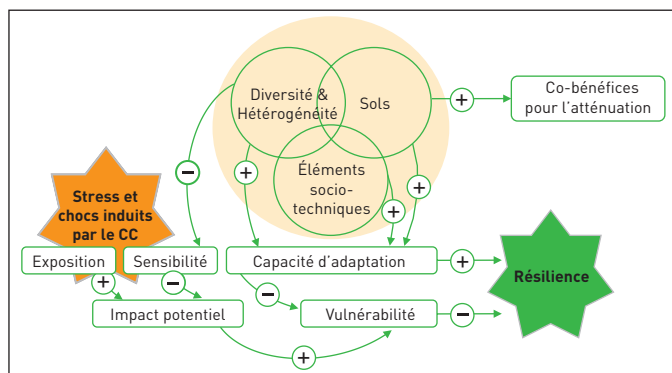 Diversité &
Hétérogénéité
Sols
Co-bénéfices
pour l'atténuation
+
−
+
Éléments
socio-
techniques
+
+
Stress et
chocs induits
par le CC
Exposition
Sensibilité
Capacité d'adaptation
+
Résilience
+
−
−
Impact potentiel
Vulnérabilité
−
+